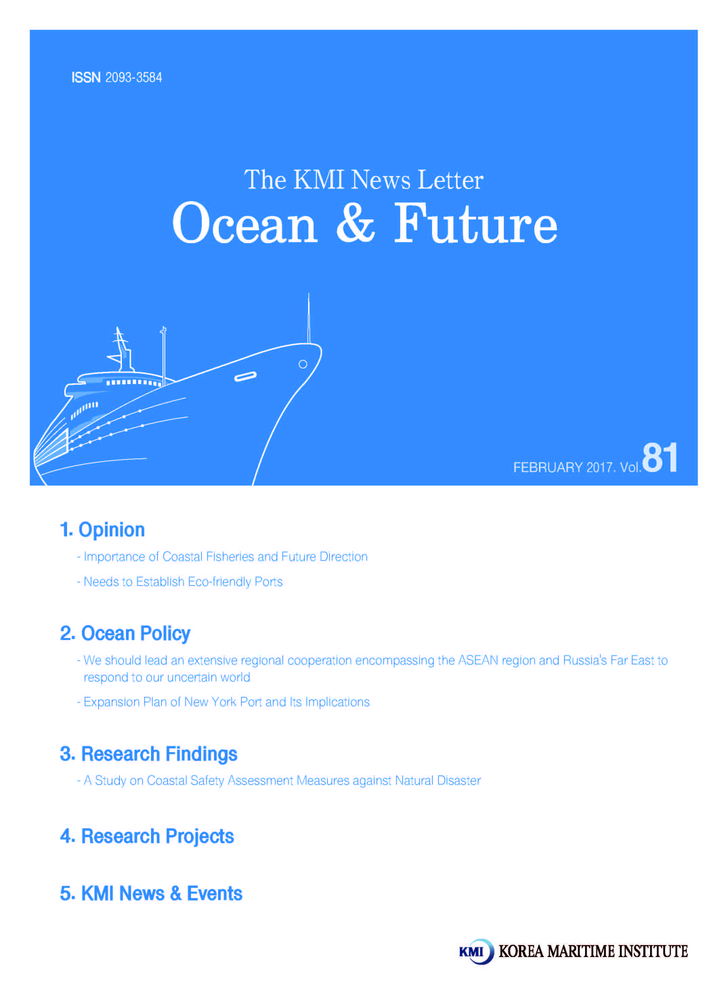 ISSN 2093-3584
The KMI News Letter
Ocean & Future
FEBRUARY 2017. Vol.81
1. Opinion
- Importance of Coastal Fisheries and Future Direction
- Needs to Establish Eco-friendly Ports
2. Ocean Policy
- We should lead an extensive regional cooperation encompassing the ASEAN region and Russia's Far East to
respond to our uncertain world
- Expansion Plan of New York Port and Its Implications
3. Research Findings
- A Study on Coastal Safety Assessment Measures against Natural Disaster
4. Research Projects
5. KMI News & Events
KMI KOREA MARITIME INSTITUTE